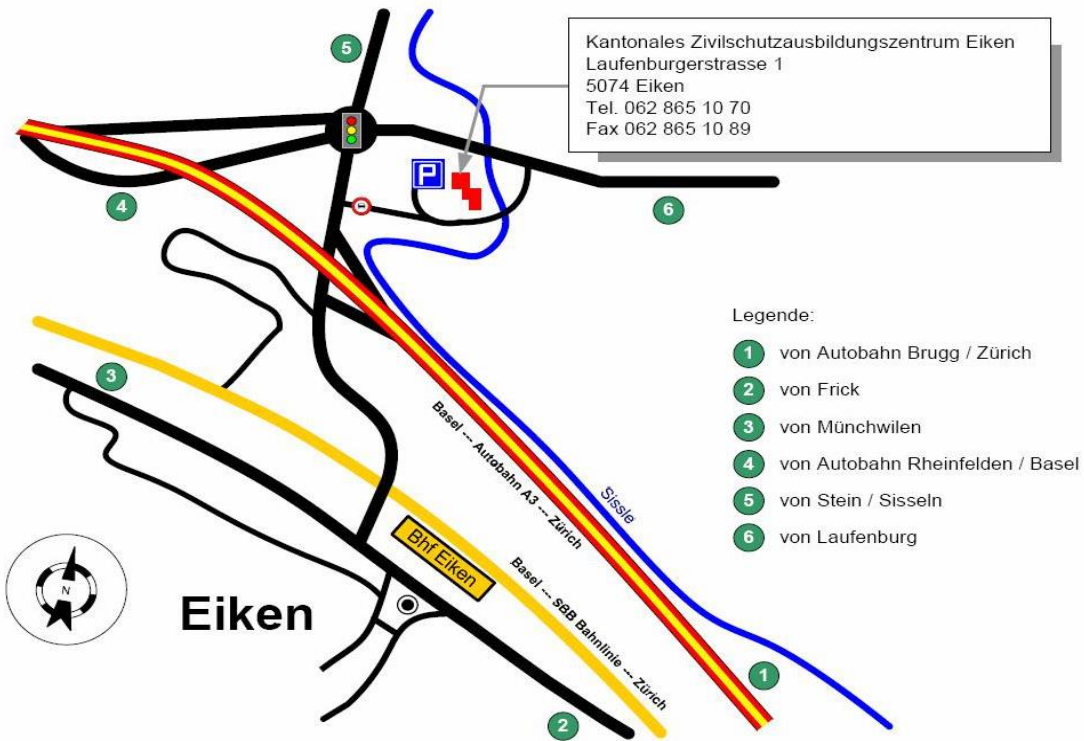 5
Kantonales Zivilschutzausbildungszentrum Eiken
Laufenburgerstrasse 1
5074 Eiken
Tel. 062 865 10 70
Fax 062 865 10 89
P
4
6
3
Legende:
1 von Autobahn Brugg / Zürich
2 von Frick
3 von Münchwilen
4 von Autobahn Rheinfelden / Basel
5 von Stein / Sisseln
6 von Laufenburg
Basel --- Autobahn A3 --- Zürich
Sissle
Bhf Eiken
Basel --- SBB Bahnlinie --- Zürich
N
Eiken
1
2